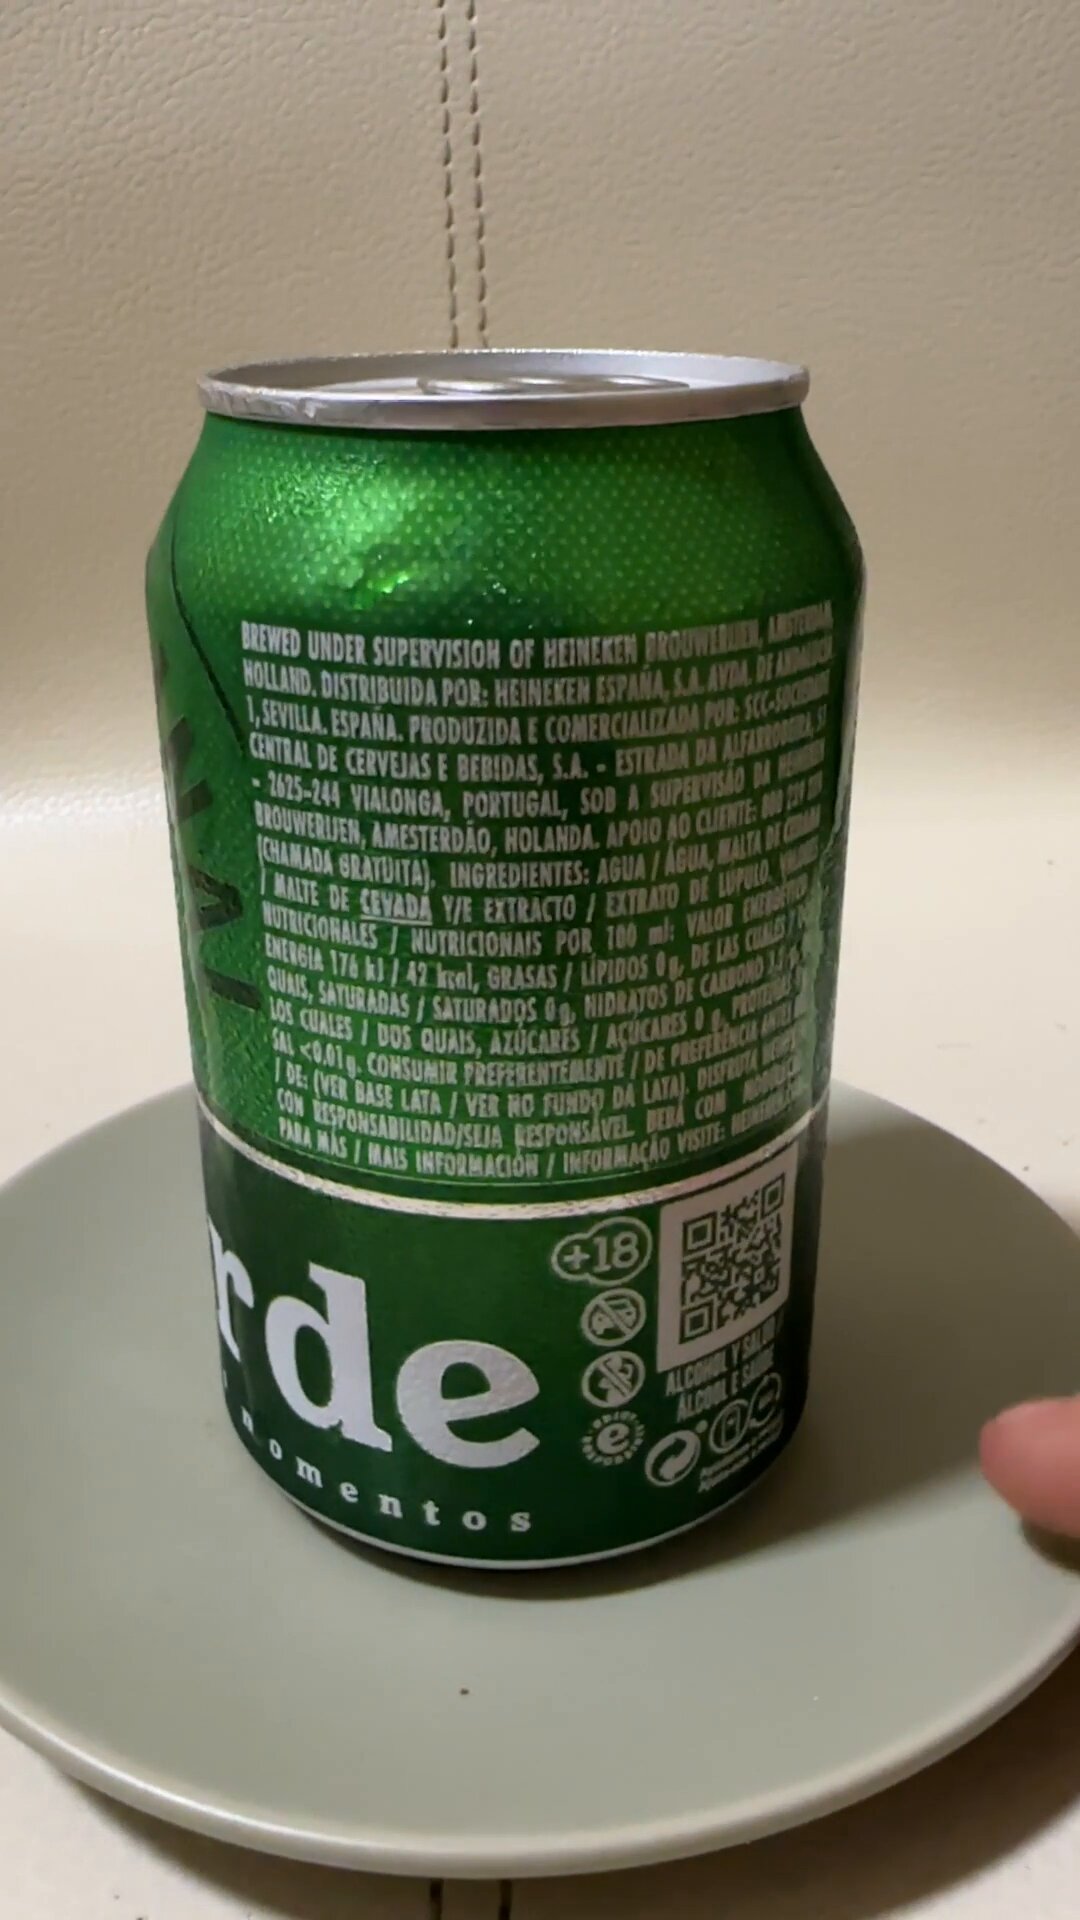 BREWED UNDER SUPERVISION OF HEINEKEN BROUWERIJEN, AMSTERDAM,
HOLLAND. DISTRIBUIDA POR: HEINEKEN ESPAÑA, S.A. AVDA. DE ANDALUCÍA
1, SEVILLA. ESPAÑA. PRODUZIDA E COMERCIALIZADA POR: SCC-SOCIEDADE
CENTRAL DE CERVEJAS E BEBIDAS, S.A. - ESTRADA DA ALFARROBEIRA,
- 2625-244 VIALONGA, PORTUGAL, SOB A SUPERVISÃO DA HEINEKEN
BROUWERIJEN, AMESTERDÃO, HOLANDA. APOIO AO CLIENTE:
(CHAMADA GRATUITA). INGREDIENTES: AGUA / ÁGUA, MALTA DE CEBADA
/ MALTE DE CEVADA Y/E EXTRACTO / EXTRATO DE LÚPULO. VALORES
NUTRICIONALES / NUTRICIONAIS POR 100 ml: VALOR ENERGÉTICO
ENERGIA 176 kJ / 42 kcal, GRASAS / LÍPIDOS 0 g, DE LAS CUALES /
QUAIS, SATURADAS / SATURADOS 0 g, HIDRATOS DE CARBONO
LOS CUALES / DOS QUAIS, AZÚCARES / AÇÚCARES 0 g, PROTEÍNAS
SAL <0,01 g. CONSUMIR PREFERENTEMENTE / DE PREFERÊNCIA ANTES
/ DE: (VER BASE LATA / VER NO FUNDO DA LATA). DISFRUTA
CON RESPONSABILIDAD/SEJA RESPONSÁVEL. BEBA COM
PARA MÁS / MAIS INFORMACIÓN / INFORMAÇÃO VISITE:
rde
momentos
+18
ALCOHOL Y SALUD /
ÁLCOOL E SAÚDE
e